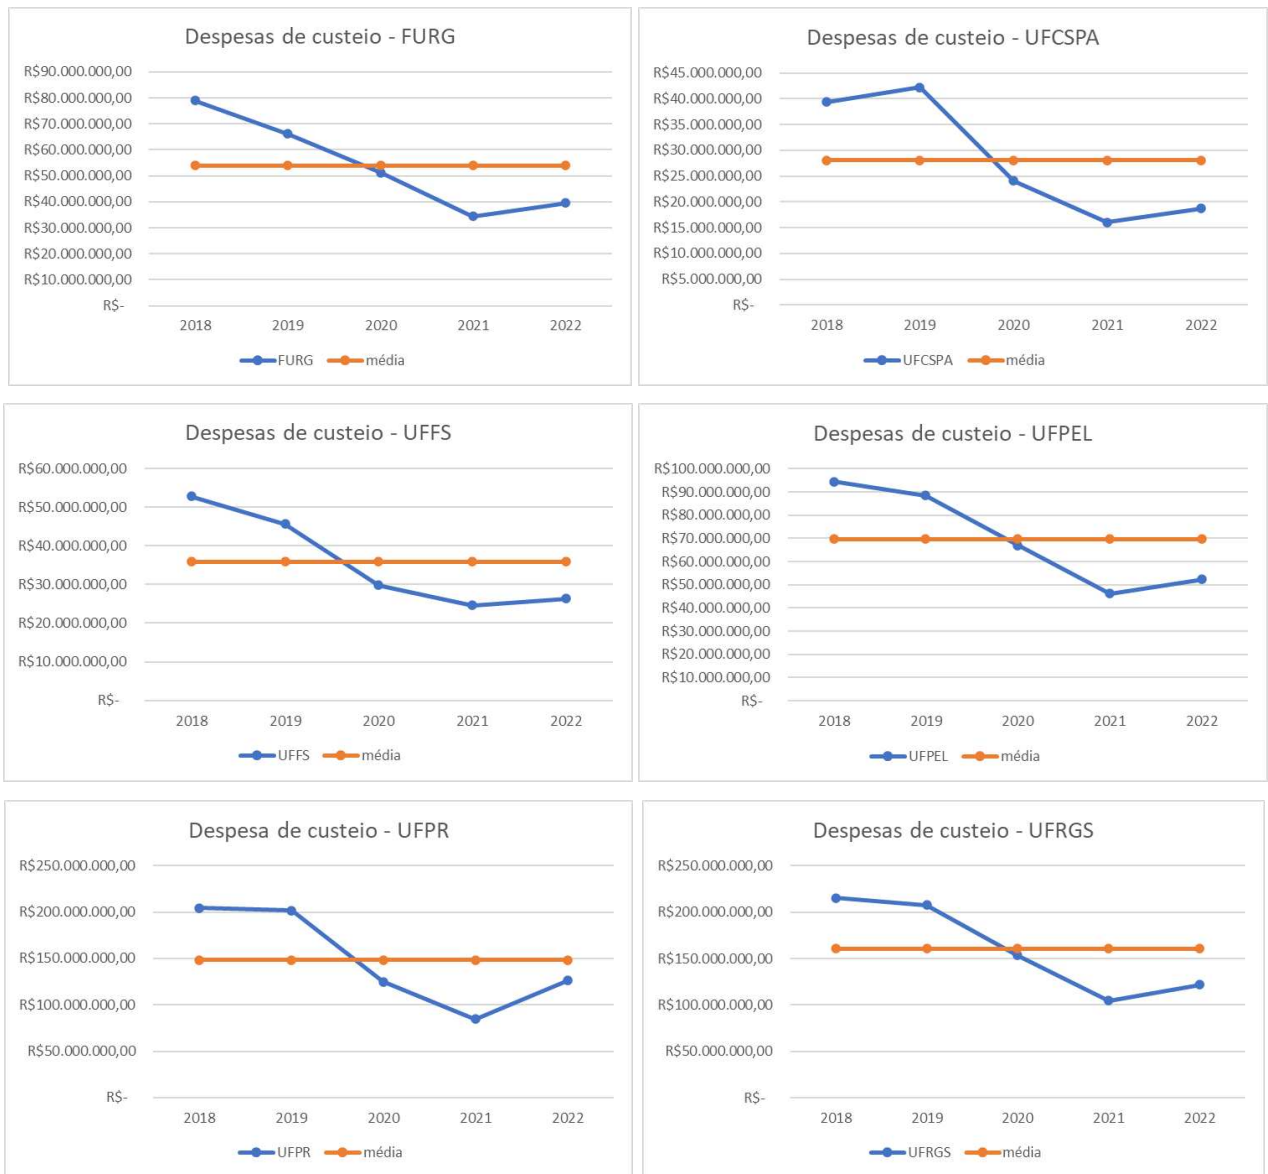 Despesas de custeio - FURG
R$90.000.000,00
R$80.000.000,00
R$70.000.000,00
R$60.000.000,00
R$50.000.000,00
R$40.000.000,00
R$30.000.000,00
R$20.000.000,00
R$10.000.000,00
R$-
2018 2019 2020 2021 2022
FURG média
Despesas de custeio - UFCSPA
R$45.000.000,00
R$40.000.000,00
R$35.000.000,00
R$30.000.000,00
R$25.000.000,00
R$20.000.000,00
R$15.000.000,00
R$10.000.000,00
R$5.000.000,00
R$-
2018 2019 2020 2021 2022
UFCSPA média
Despesas de custeio - UFFS
R$60.000.000,00
R$50.000.000,00
R$40.000.000,00
R$30.000.000,00
R$20.000.000,00
R$10.000.000,00
R$-
2018 2019 2020 2021 2022
UFFS média
Despesas de custeio - UFPEL
R$100.000.000,00
R$90.000.000,00
R$80.000.000,00
R$70.000.000,00
R$60.000.000,00
R$50.000.000,00
R$40.000.000,00
R$30.000.000,00
R$20.000.000,00
R$10.000.000,00
R$-
2018 2019 2020 2021 2022
UFPEL média
Despesa de custeio - UFPR
R$250.000.000,00
R$200.000.000,00
R$150.000.000,00
R$100.000.000,00
R$50.000.000,00
R$-
2018 2019 2020 2021 2022
UFPR média
Despesas de custeio - UFRGS
R$250.000.000,00
R$200.000.000,00
R$150.000.000,00
R$100.000.000,00
R$50.000.000,00
R$-
2018 2019 2020 2021 2022
UFRGS média